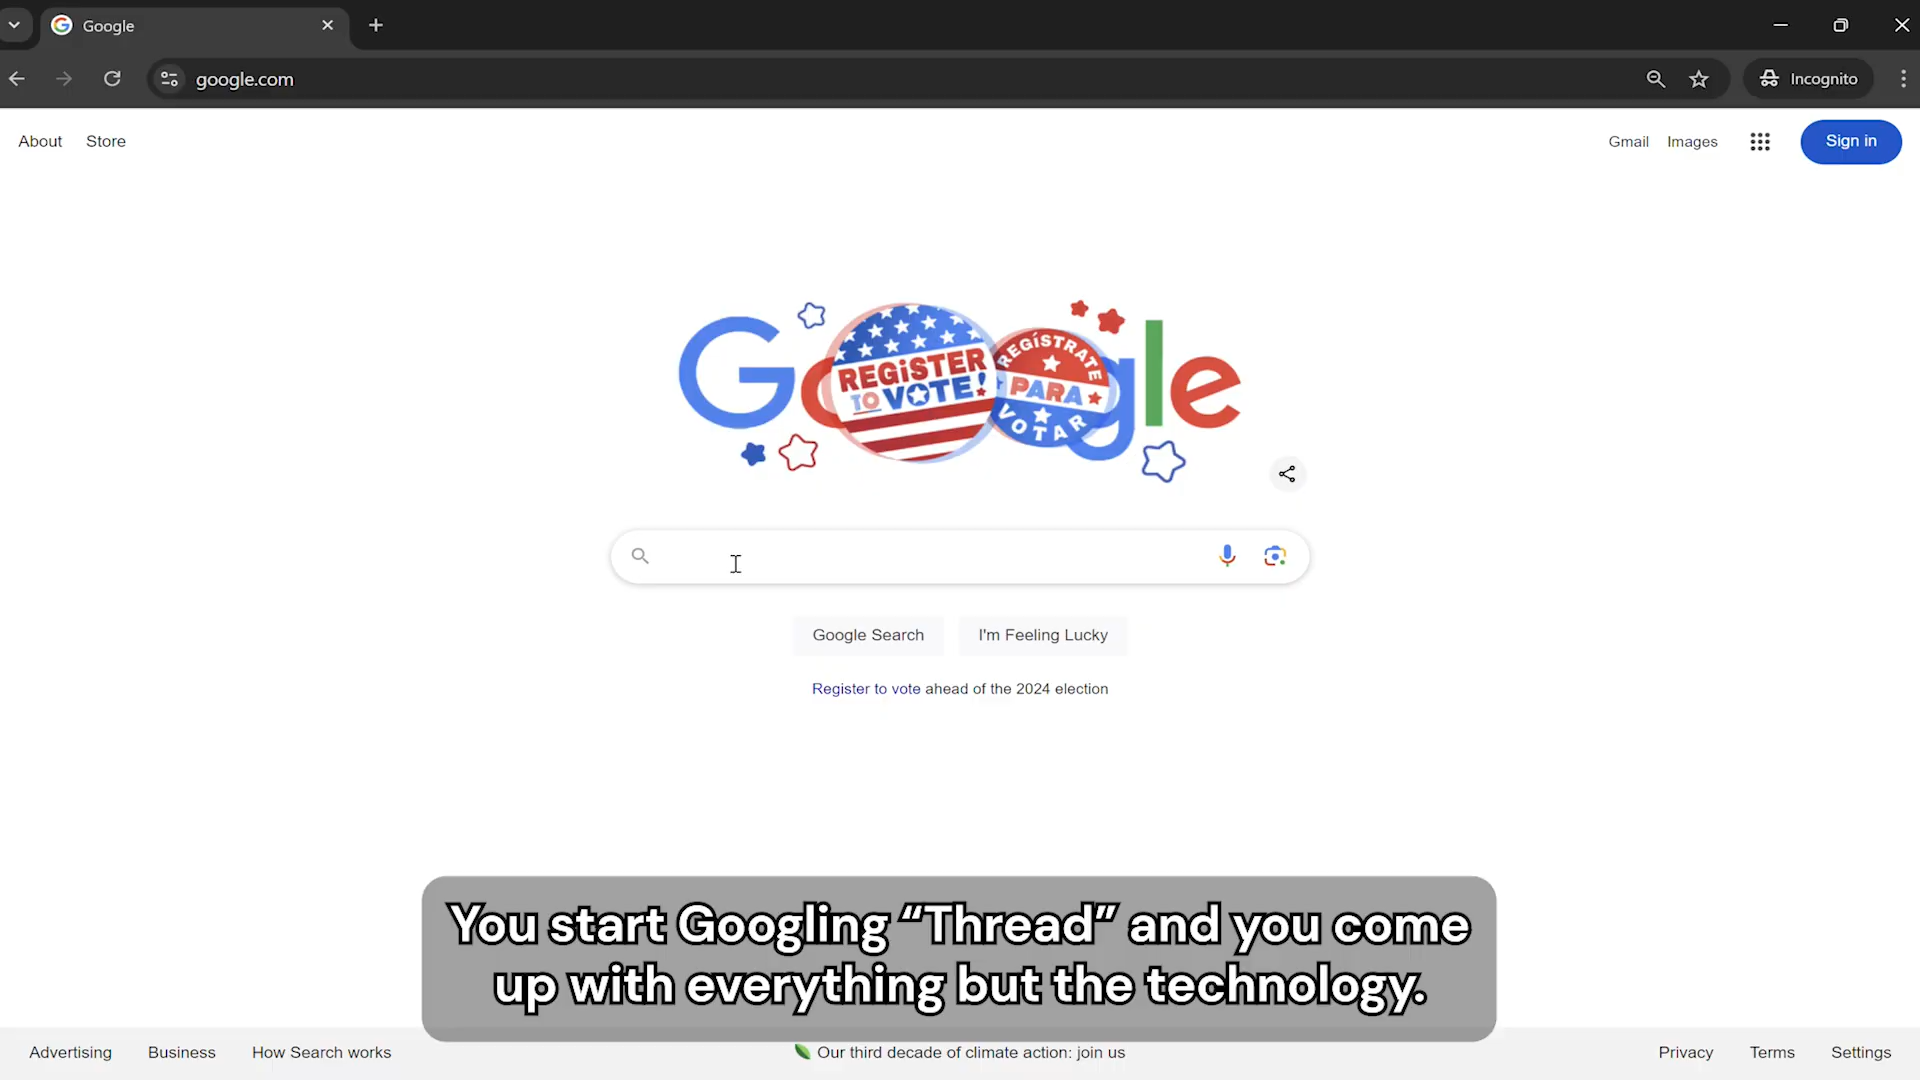 Google
google.com
Incognito
About
Store
Gmail
Images
Sign in
Google
REGiSTER
TO VOTE!
REGíSTRATE
PARA
VOTAR
Google Search
I'm Feeling Lucky
Register to vote ahead of the 2024 election
You start Googling “Thread” and you come
up with everything but the technology.
Advertising
Business
How Search works
Our third decade of climate action: join us
Privacy
Terms
Settings